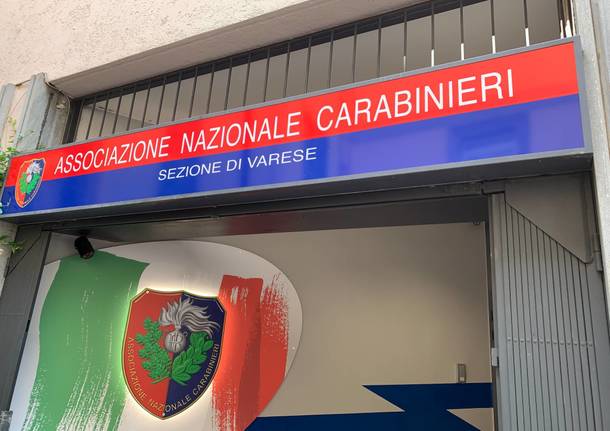 ASSOCIAZIONE NAZIONALE CARABINIERI
SEZIONE DI VARESE
ASSOCIAZIONE NAZIONALE CARABINIERI